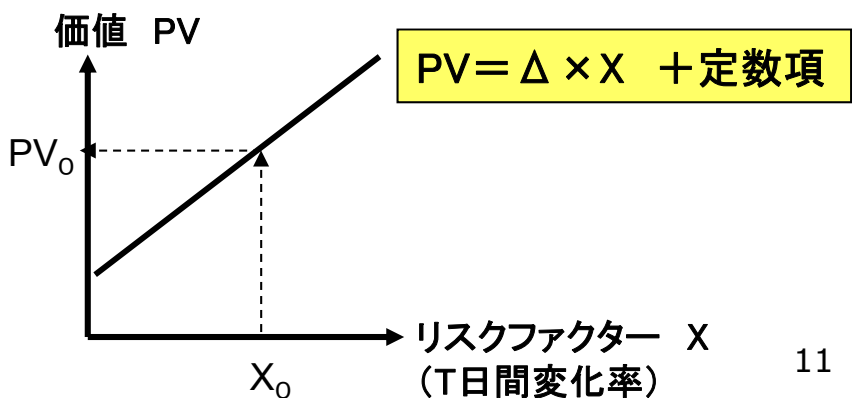 価値 PV
PV=Δ×X +定数項
PV₀
リスクファクター X
(T日間変化率)
X₀
11